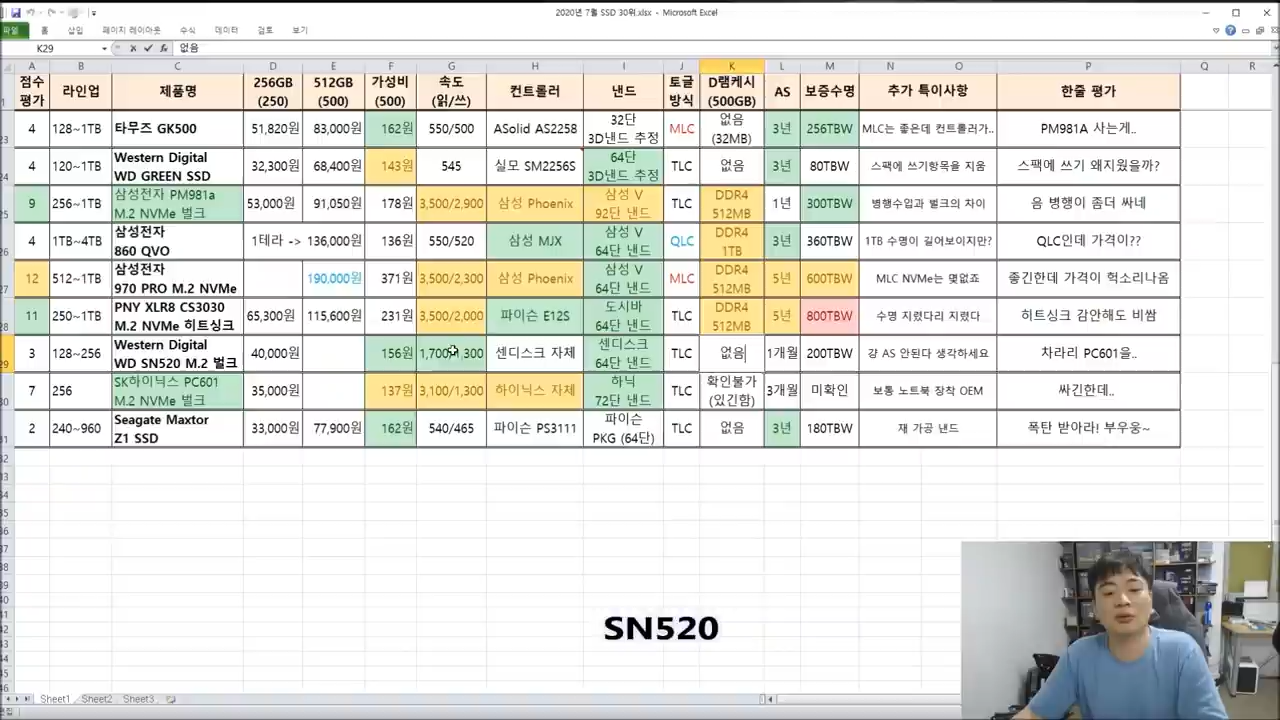 2020년 7월 SSD 30위.xlsx - Microsoft Excel
파일 홈 삽입 페이지 레이아웃 수식 데이터 검토 보기
K29 fx 없음
A B C D E F G H I J K L M N O P Q R
점수 평가 라인업 제품명 256GB (250) 512GB (500) 가성비 (500) 속도 (읽/쓰) 컨트롤러 낸드 토글 방식 D램캐시 (500GB) AS 보증수명 추가 특이사항 한줄 평가
4 128~1TB 타무즈 GK500 51,820원 83,000원 162원 550/500 ASolid AS2258 32단 3D낸드 추정 MLC 없음 (32MB) 3년 256TBW MLC는 좋은데 컨트롤러가.. PM981A 사는게..
4 120~1TB Western Digital WD GREEN SSD 32,300원 68,400원 143원 545 실모 SM2256S 64단 3D낸드 추정 TLC 없음 3년 80TBW 스팩에 쓰기항목을 지움 스팩에 쓰기 왜지웠을까?
9 256~1TB 삼성전자 PM981a M.2 NVMe 벌크 53,000원 91,050원 178원 3,500/2,900 삼성 Phoenix 삼성 V 92단 낸드 TLC DDR4 512MB 1년 300TBW 병행수입과 벌크의 차이 음 병행이 좀더 싸네
4 1TB~4TB 삼성전자 860 QVO 1테라 -> 136,000원 136원 550/520 삼성 MJX 삼성 V 64단 낸드 QLC DDR4 1TB 3년 360TBW 1TB 수명이 길어보이지만? QLC인데 가격이??
12 512~1TB 삼성전자 970 PRO M.2 NVMe 190,000원 371원 3,500/2,300 삼성 Phoenix 삼성 V 64단 낸드 MLC DDR4 512MB 5년 600TBW MLC NVMe는 몇없죠 좋긴한데 가격이 헉소리나옴
11 250~1TB PNY XLR8 CS3030 M.2 NVMe 히트싱크 65,300원 115,600원 231원 3,500/2,000 파이슨 E12S 도시바 64단 낸드 TLC DDR4 512MB 5년 800TBW 수명 지렸다리 지렸다 히트싱크 감안해도 비쌈
3 128~256 Western Digital WD SN520 M.2 벌크 40,000원 156원 1,700 300 센디스크 자체 센디스크 64단 낸드 TLC 없음 1개월 200TBW 걍 AS 안된다 생각하세요 차라리 PC601을..
7 256 SK하이닉스 PC601 M.2 NVMe 벌크 35,000원 137원 3,100/1,300 하이닉스 자체 하닉 72단 낸드 TLC 확인불가 (있긴함) 3개월 미확인 보통 노트북 장착 OEM 싸긴한데..
2 240~960 Seagate Maxtor Z1 SSD 33,000원 77,900원 162원 540/465 파이슨 PS3111 파이슨 PKG (64단) TLC 없음 3년 180TBW 재 가공 낸드 폭탄 받아라! 부우웅~
SN520
Sheet1 Sheet2 Sheet3